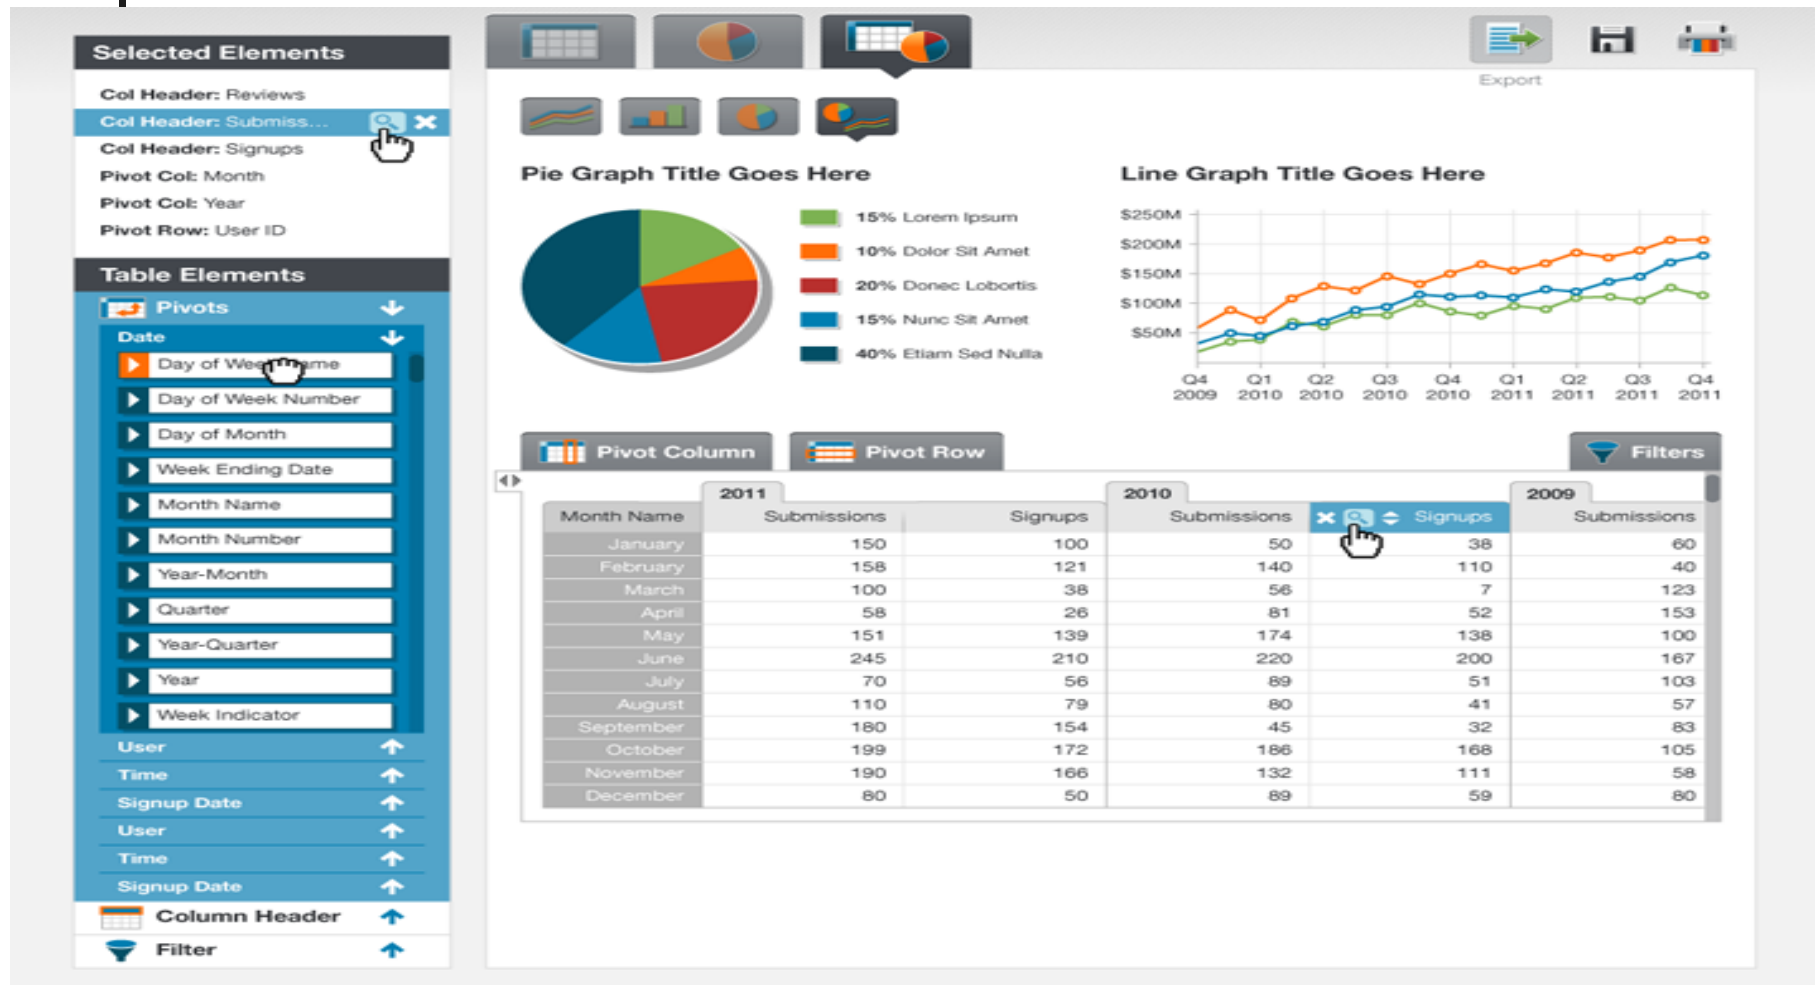 Selected Elements
Col Header: Reviews
Col Header: Submiss...
Col Header: Signups
Pivot Col: Month
Pivot Col: Year
Pivot Row: User ID
Table Elements
Pivots
Date
Day of Week Name
Day of Week Number
Day of Month
Week Ending Date
Month Name
Month Number
Year-Month
Quarter
Year-Quarter
Year
Week Indicator
User
Time
Signup Date
User
Time
Signup Date
Column Header
Filter
Export
Pie Graph Title Goes Here
15% Lorem Ipsum
10% Dolor Sit Amet
20% Donec Lobortis
15% Nunc Sit Amet
40% Etiam Sed Nulla
Line Graph Title Goes Here
$250M
$200M
$150M
$100M
$50M
Q4 Q1 Q2 Q3 Q4 Q1 Q2 Q3 Q4
2009 2010 2010 2010 2010 2011 2011 2011 2011
Pivot Column Pivot Row Filters
2011 2010 2009
Month Name Submissions Signups Submissions Signups Submissions
January 150 100 50 38 60
February 158 121 140 110 40
March 100 38 56 7 123
April 58 26 81 52 153
May 151 139 174 138 100
June 245 210 220 200 167
July 70 56 89 51 103
August 110 79 80 41 57
September 180 154 45 32 83
October 199 172 186 168 105
November 190 166 132 111 58
December 80 50 89 59 80